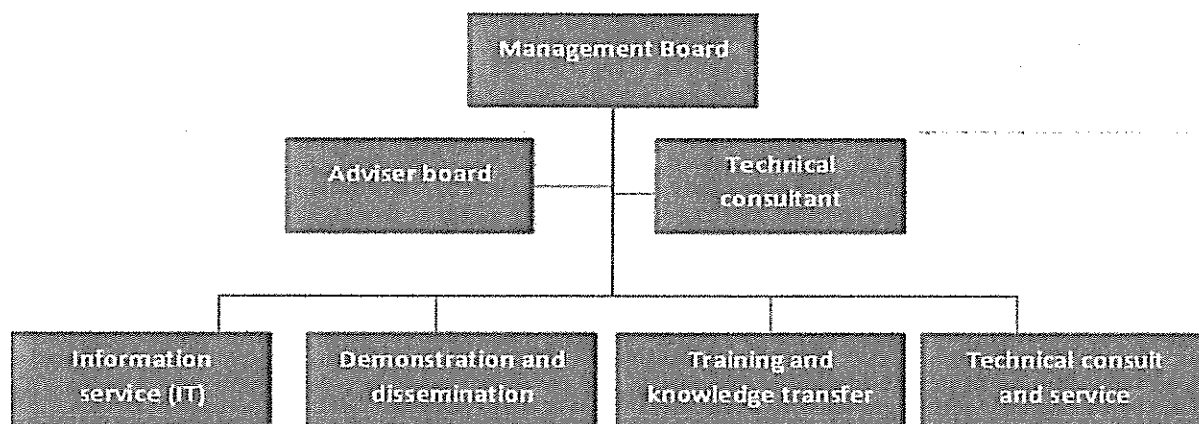 Management Board
Adviser board
Technical
consultant
Information
service (IT)
Demonstration and
dissemination
Training and
knowledge transfer
Technical consult
and service